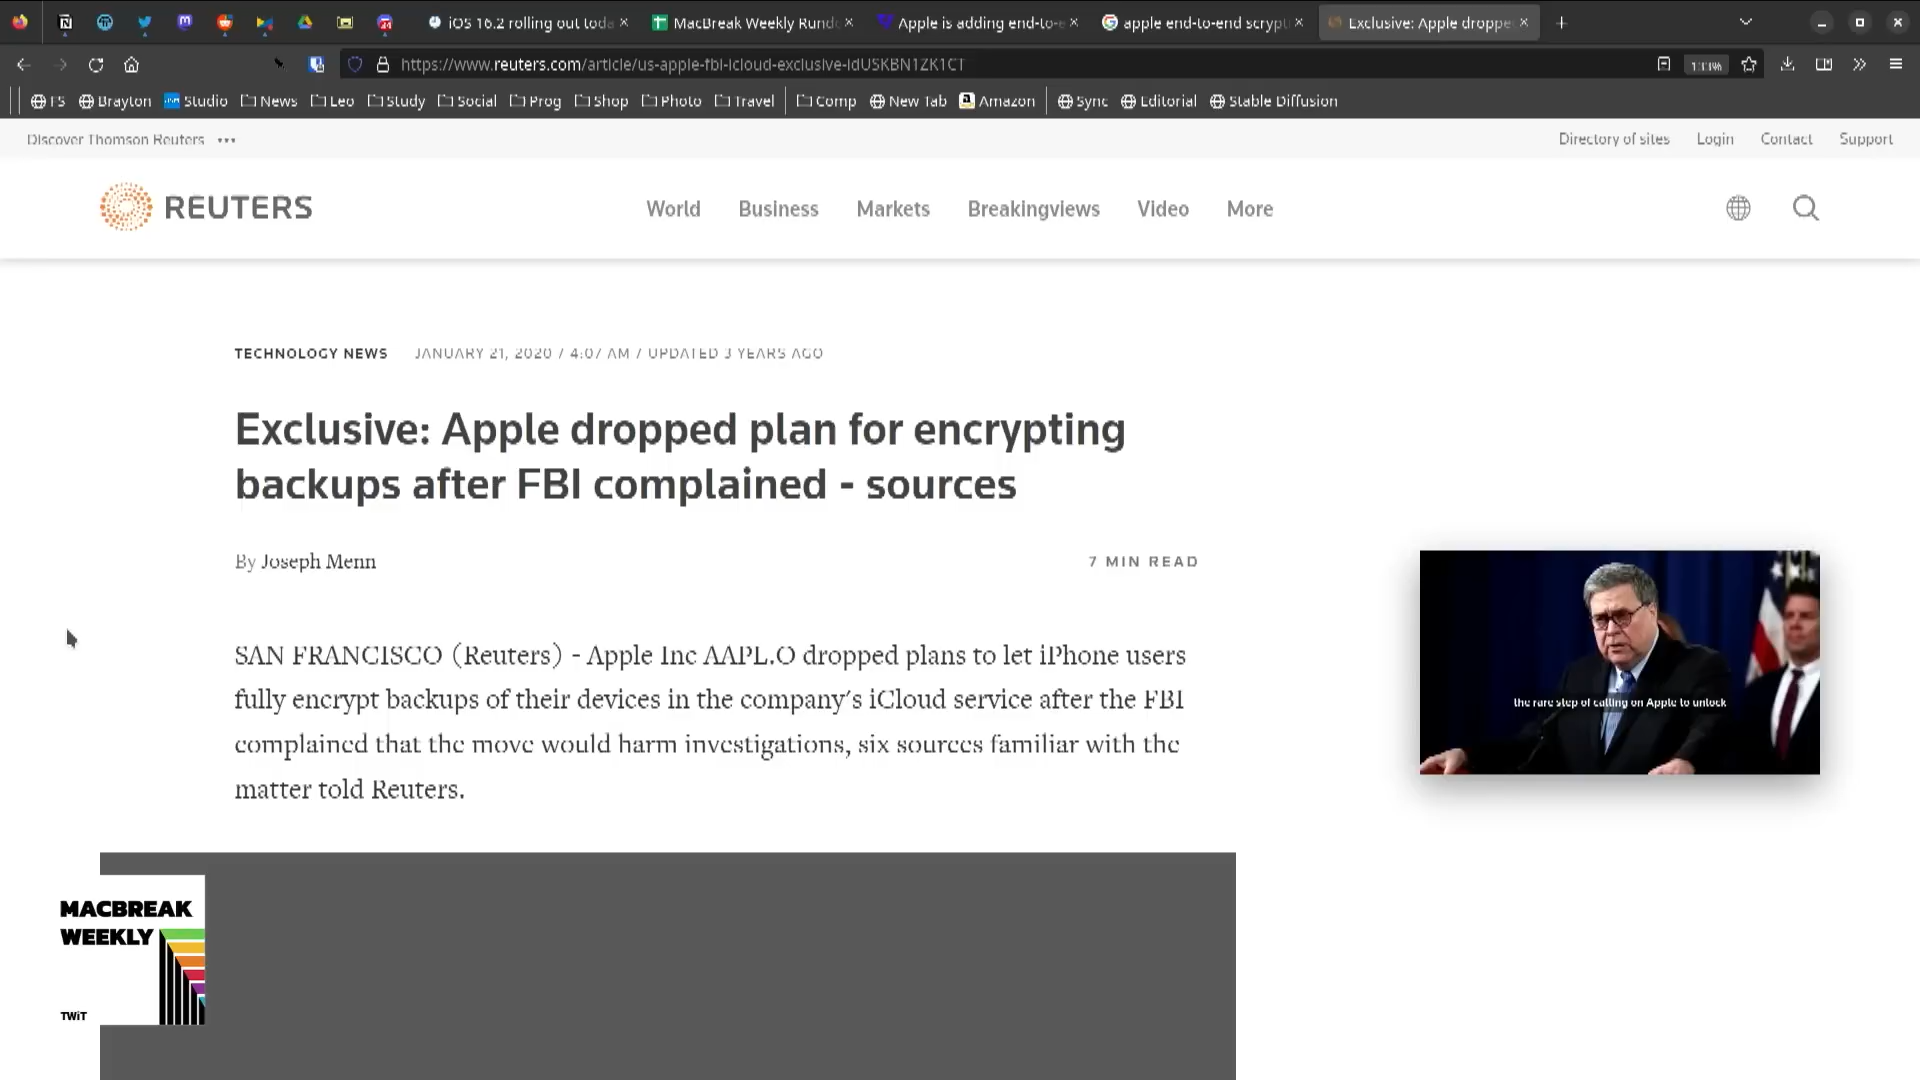 iOS 16.2 rolling out toda
MacBreak Weekly Rund
Apple is adding end-to-e
apple end-to-end scrypt
Exclusive: Apple droppe
https://www.reuters.com/article/us-apple-fbi-icloud-exclusive-idUSKBN1ZK1CT
133%
FS
Brayton
Studio
News
Leo
Study
Social
Prog
Shop
Photo
Travel
Comp
New Tab
Amazon
Sync
Editorial
Stable Diffusion
Discover Thomson Reuters
Directory of sites
Login
Contact
Support
REUTERS
World
Business
Markets
Breakingviews
Video
More
TECHNOLOGY NEWS
JANUARY 21, 2020 / 4:07 AM / UPDATED 3 YEARS AGO
Exclusive: Apple dropped plan for encrypting
backups after FBI complained - sources
By Joseph Menn
7 MIN READ
SAN FRANCISCO (Reuters) - Apple Inc AAPL.O dropped plans to let iPhone users
fully encrypt backups of their devices in the company's iCloud service after the FBI
complained that the move would harm investigations, six sources familiar with the
matter told Reuters.
the rare step of calling on Apple to unlock
MACBREAK
WEEKLY
TWiT